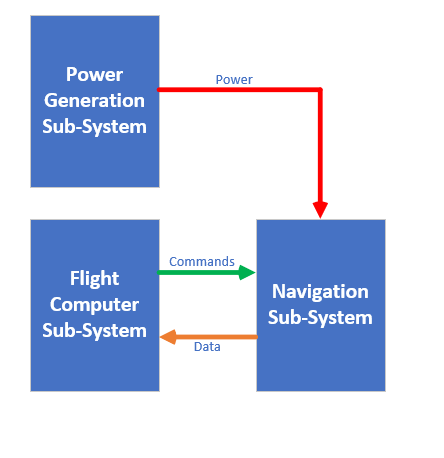 Power
Generation
Sub-System
Power
Flight
Computer
Sub-System
Commands
Data
Navigation
Sub-System